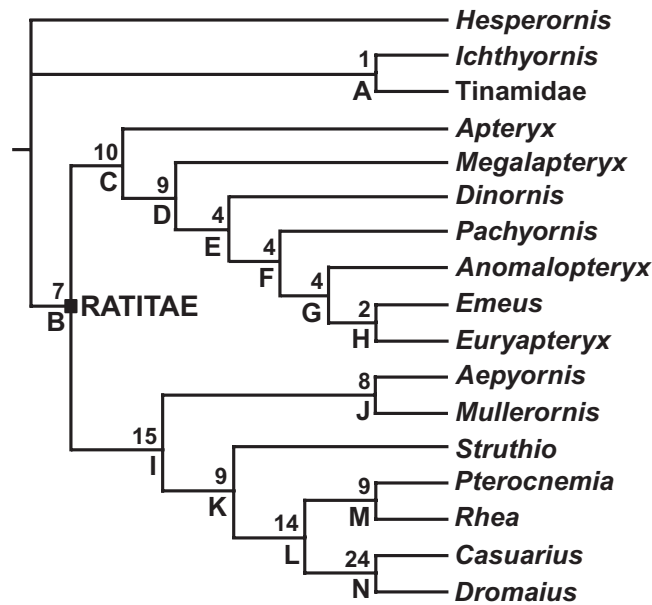 Hesperornis
1
Ichthyornis
A
Tinamidae
10
Apteryx
C
9
Megalapteryx
D
4
Dinornis
E
4
Pachyornis
F
4
Anomalopteryx
G
2
Emeus
H
Euryapteryx
7
RATITAE
B
8
Aepyornis
J
Mullerornis
15
I
9
Struthio
K
9
Pterocnemia
M
Rhea
14
L
24
Casuarius
N
Dromaius